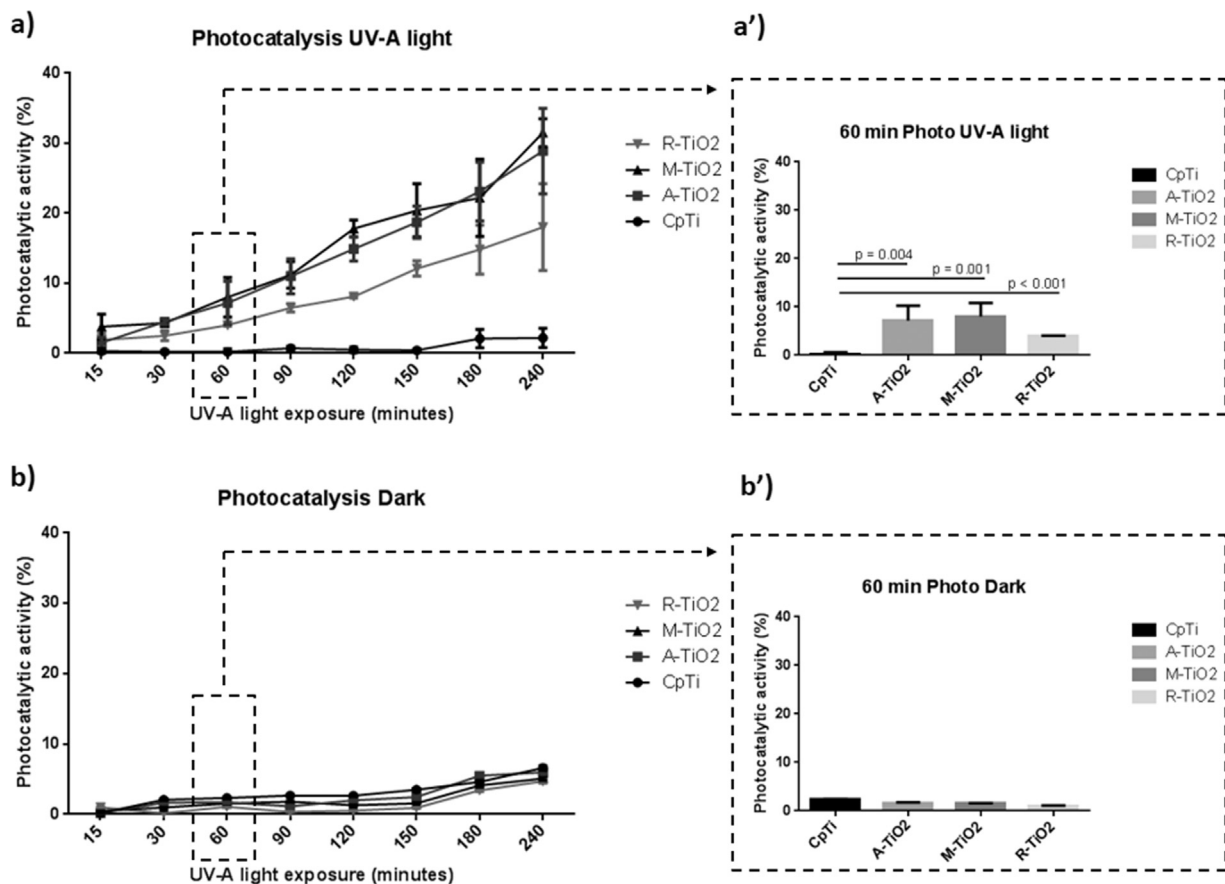 a)
Photocatalysis UV-A light
Photocatalytic activity (%)
40
30
20
10
0
15
30
60
90
120
150
180
240
UV-A light exposure (minutes)
R-TiO2
M-TiO2
A-TiO2
CpTi
a')
60 min Photo UV-A light
Photocatalytic activity (%)
40
30
20
10
0
p = 0.004
p = 0.001
p < 0.001
CpTi
A-TiO2
M-TiO2
R-TiO2
CpTi
A-TiO2
M-TiO2
R-TiO2
b)
Photocatalysis Dark
Photocatalytic activity (%)
40
30
20
10
0
15
30
60
90
120
150
180
240
UV-A light exposure (minutes)
R-TiO2
M-TiO2
A-TiO2
CpTi
b')
60 min Photo Dark
Photocatalytic activity (%)
40
30
20
10
0
CpTi
A-TiO2
M-TiO2
R-TiO2
CpTi
A-TiO2
M-TiO2
R-TiO2